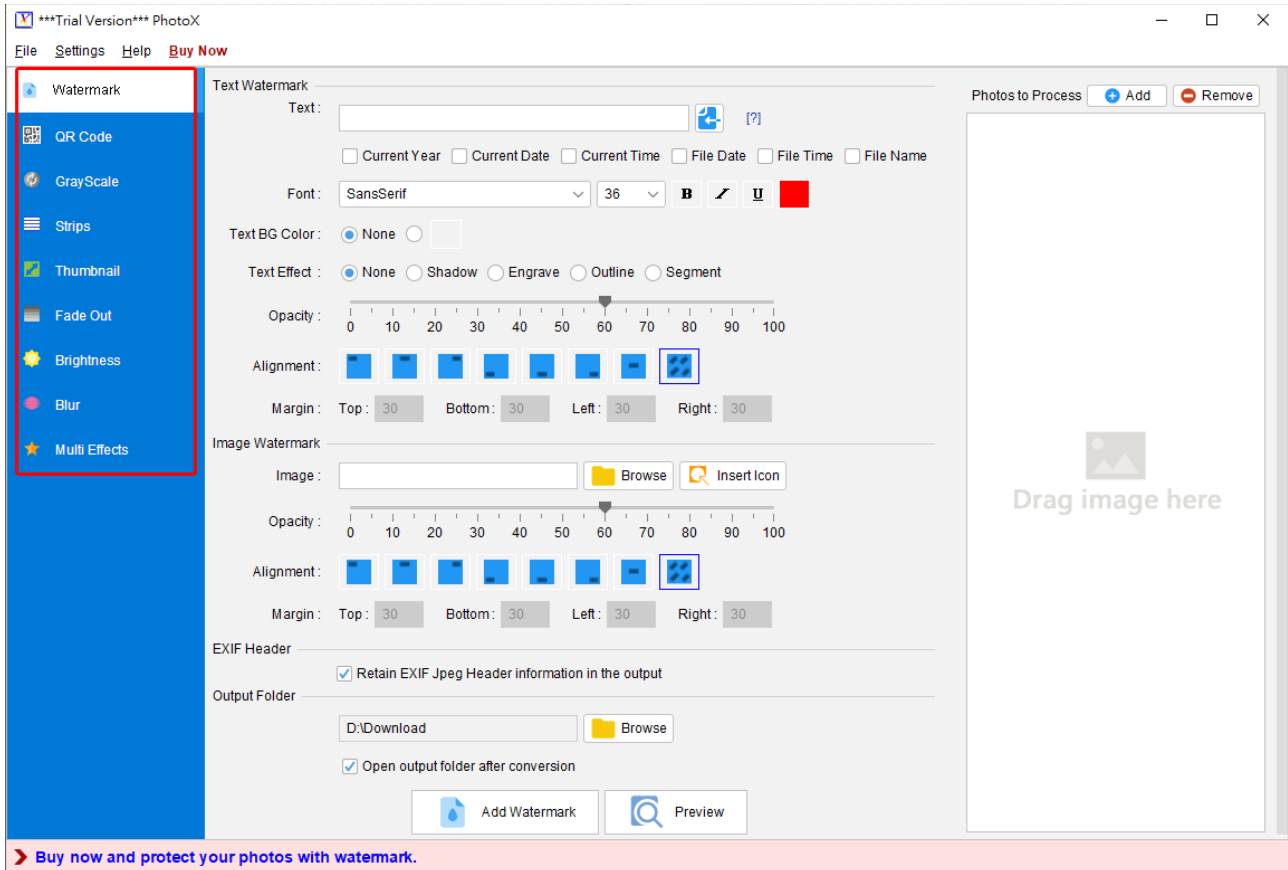 ***Trial Version*** PhotoX
File Settings Help Buy Now
Watermark
QR Code
GrayScale
Strips
Thumbnail
Fade Out
Brightness
Blur
Multi Effects
Text Watermark
Text :
[?]
Current Year Current Date Current Time File Date File Time File Name
Font : SansSerif 36 B I U
Text BG Color : None
Text Effect : None Shadow Engrave Outline Segment
Opacity :
0 10 20 30 40 50 60 70 80 90 100
Alignment :
Margin : Top : 30 Bottom : 30 Left : 30 Right : 30
Image Watermark
Image : Browse Insert Icon
Opacity :
0 10 20 30 40 50 60 70 80 90 100
Alignment :
Margin : Top : 30 Bottom : 30 Left : 30 Right : 30
EXIF Header
Retain EXIF Jpeg Header information in the output
Output Folder
D:\Download Browse
Open output folder after conversion
Add Watermark Preview
Photos to Process Add Remove
Drag image here
Buy now and protect your photos with watermark.